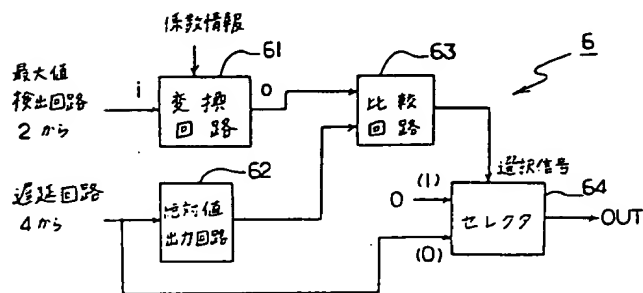 係数情報
61
63
6
最大値
検出回路
2から
i
変換
回路
o
比較
回路
遅延回路
4から
62
絶対値
出力回路
選択信号
64
0
(1)
(0)
セレクタ
OUT